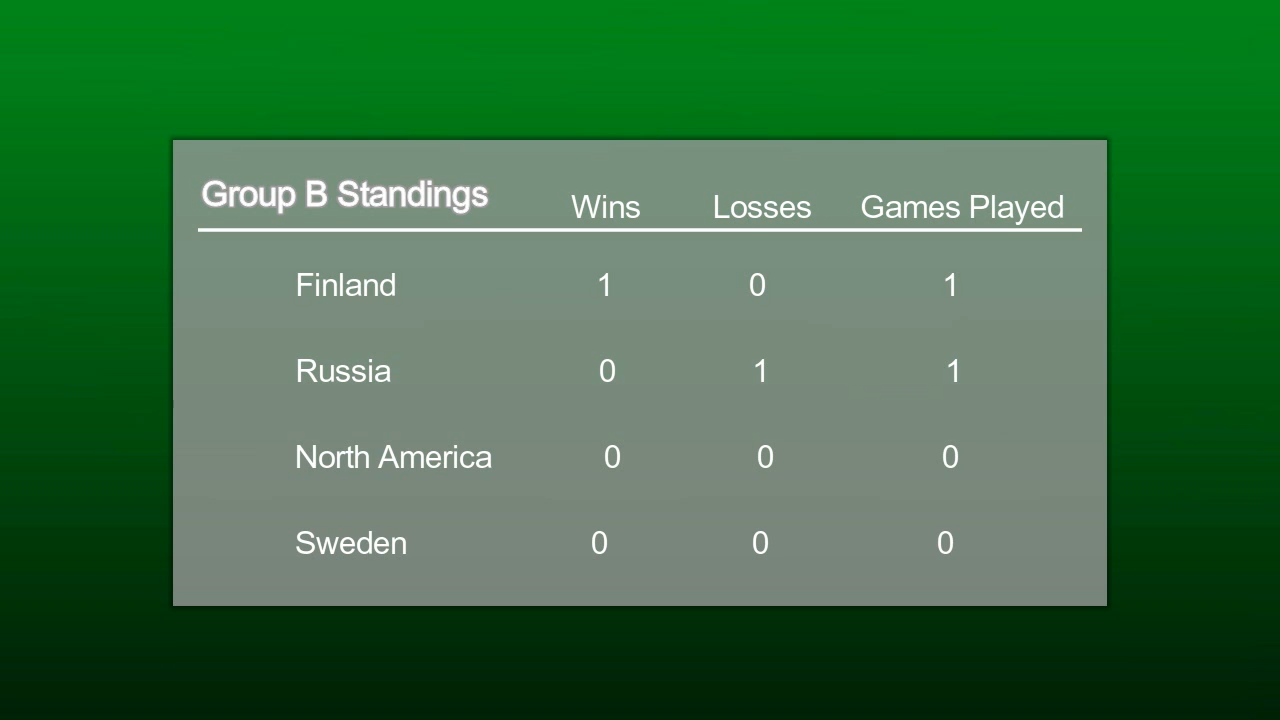 Group B Standings Wins Losses Games Played
Finland 1 0 1
Russia 0 1 1
North America 0 0 0
Sweden 0 0 0